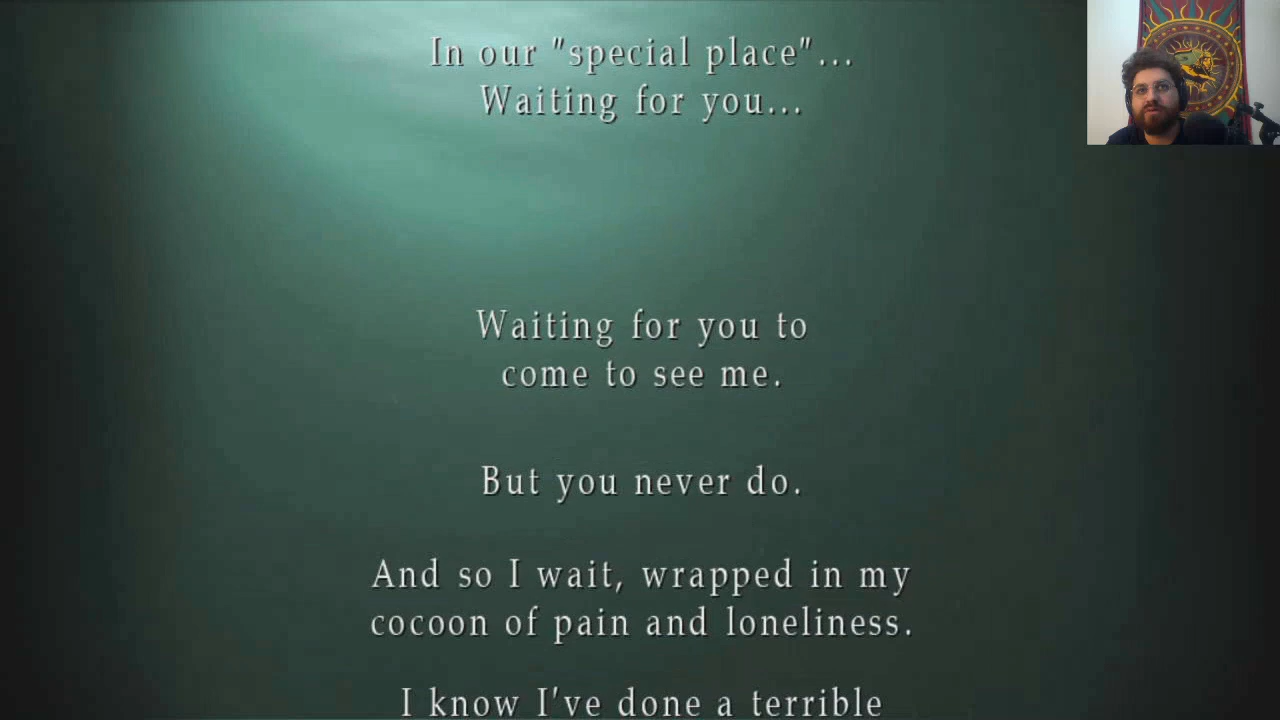 In our "special place"...
Waiting for you...
Waiting for you to
come to see me.
But you never do.
And so I wait, wrapped in my
cocoon of pain and loneliness.
I know I've done a terrible